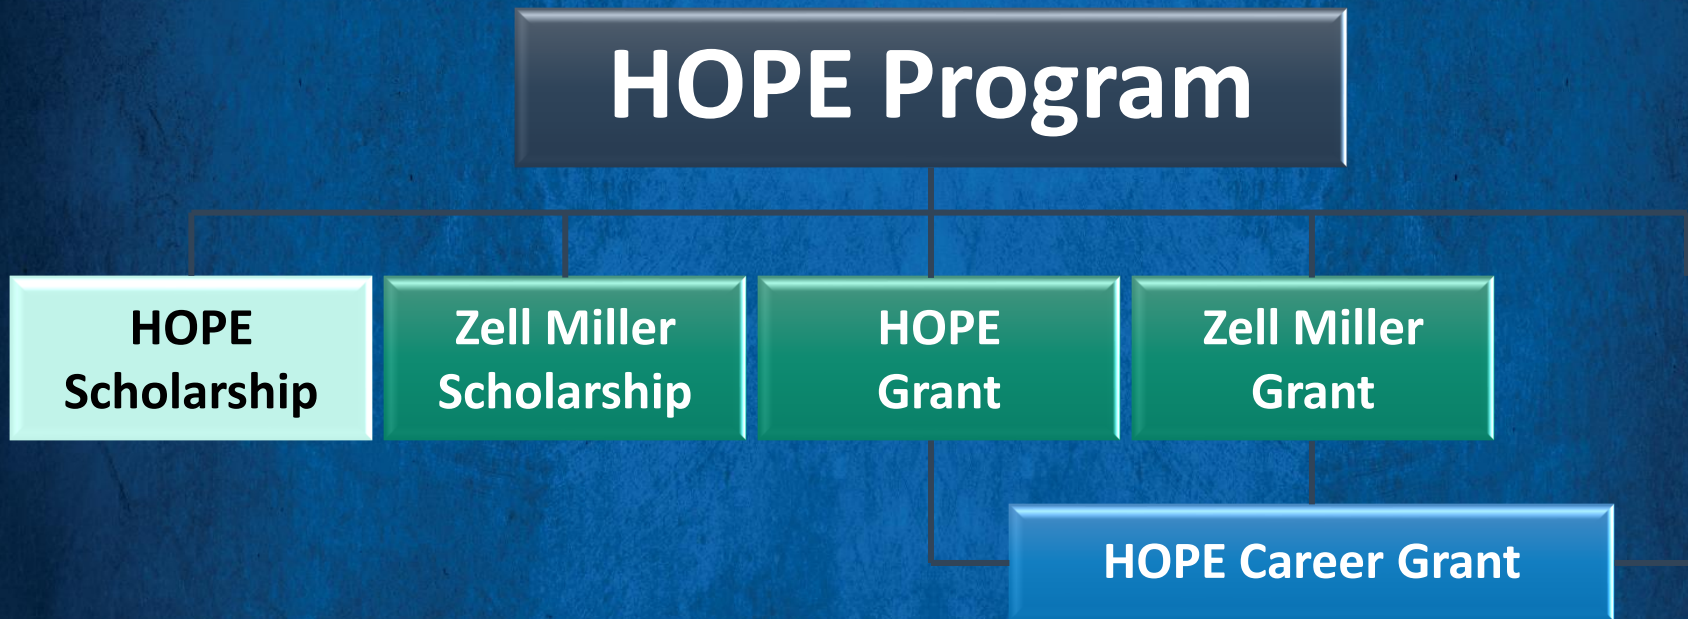 HOPE Program
HOPE
Scholarship
Zell Miller
Scholarship
HOPE
Grant
Zell Miller
Grant
HOPE Career Grant